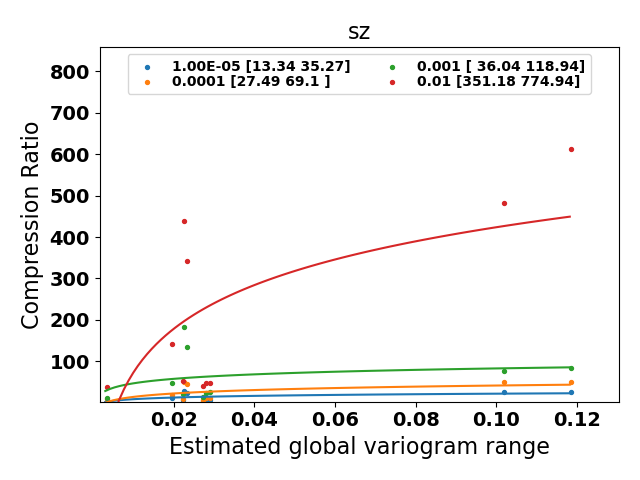 sz
1.00E-05 [13.34 35.27]
0.0001 [27.49 69.1 ]
0.001 [ 36.04 118.94]
0.01 [351.18 774.94]
Compression Ratio
800
700
600
500
400
300
200
100
0.02 0.04 0.06 0.08 0.10 0.12
Estimated global variogram range